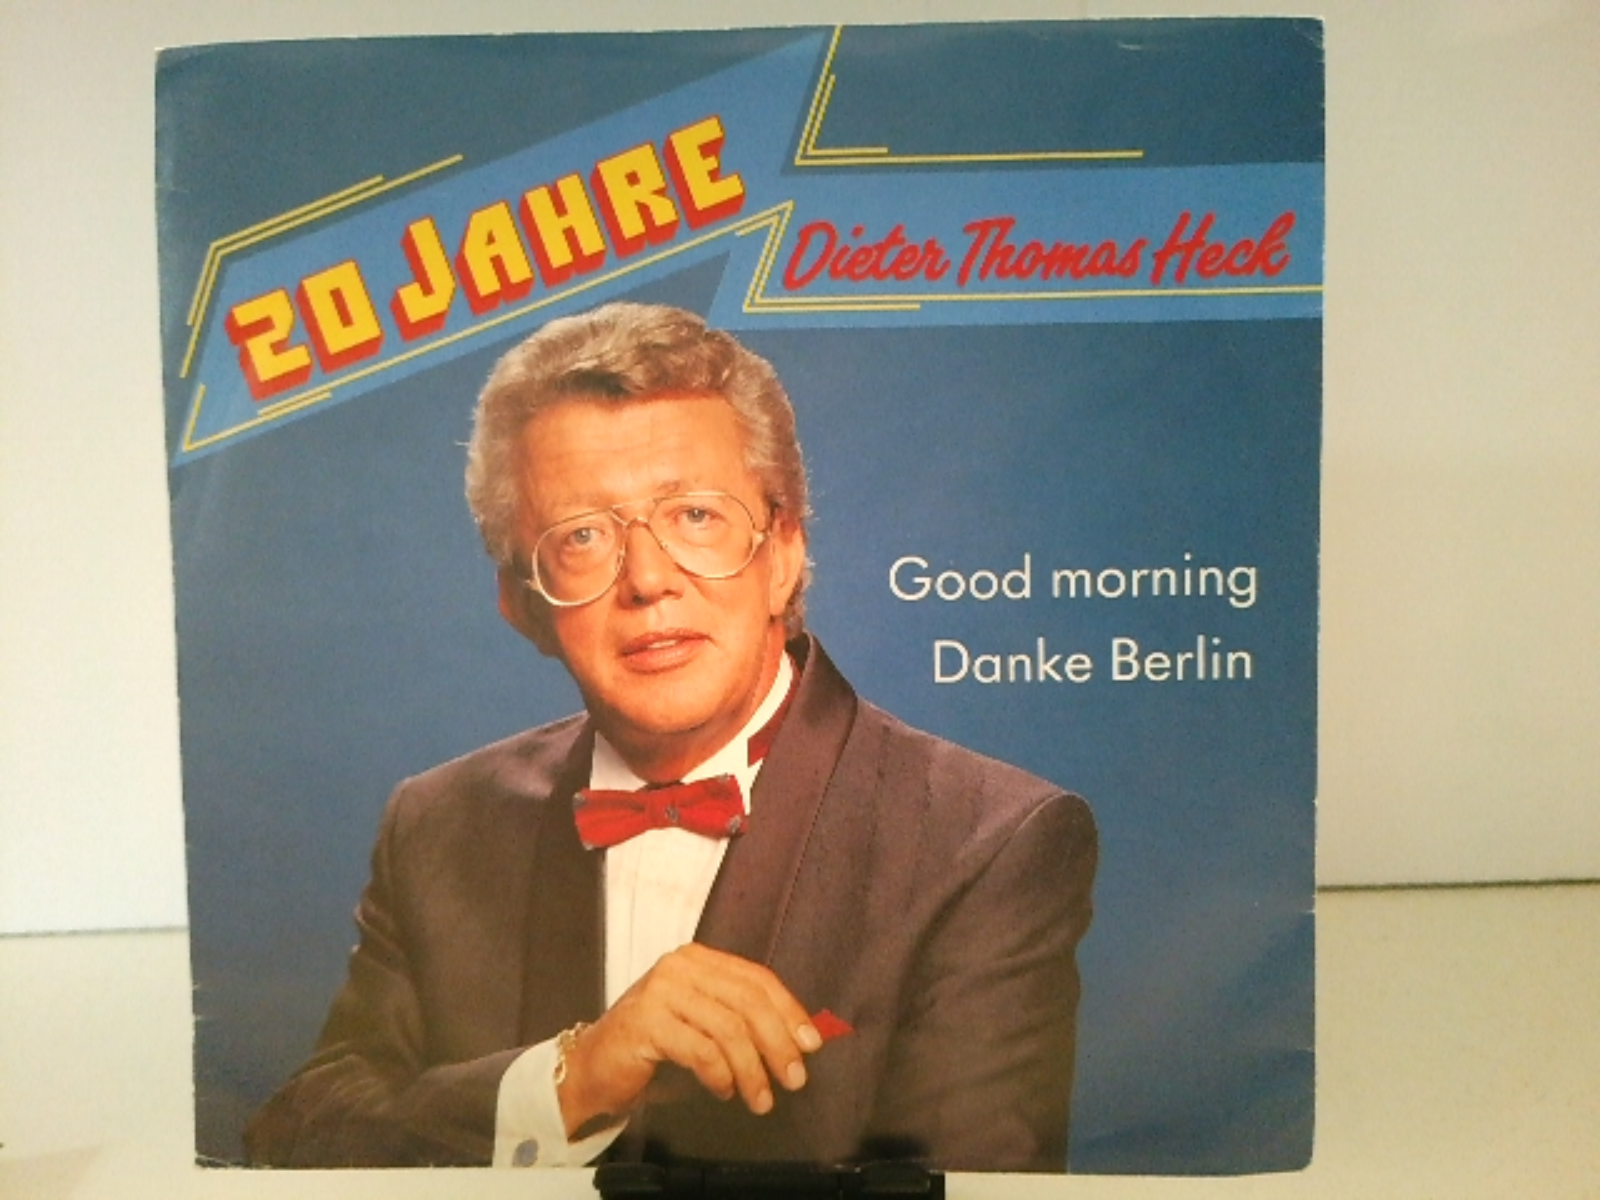 20 JAHRE
Dieter Thomas Heck
Good morning
Danke Berlin